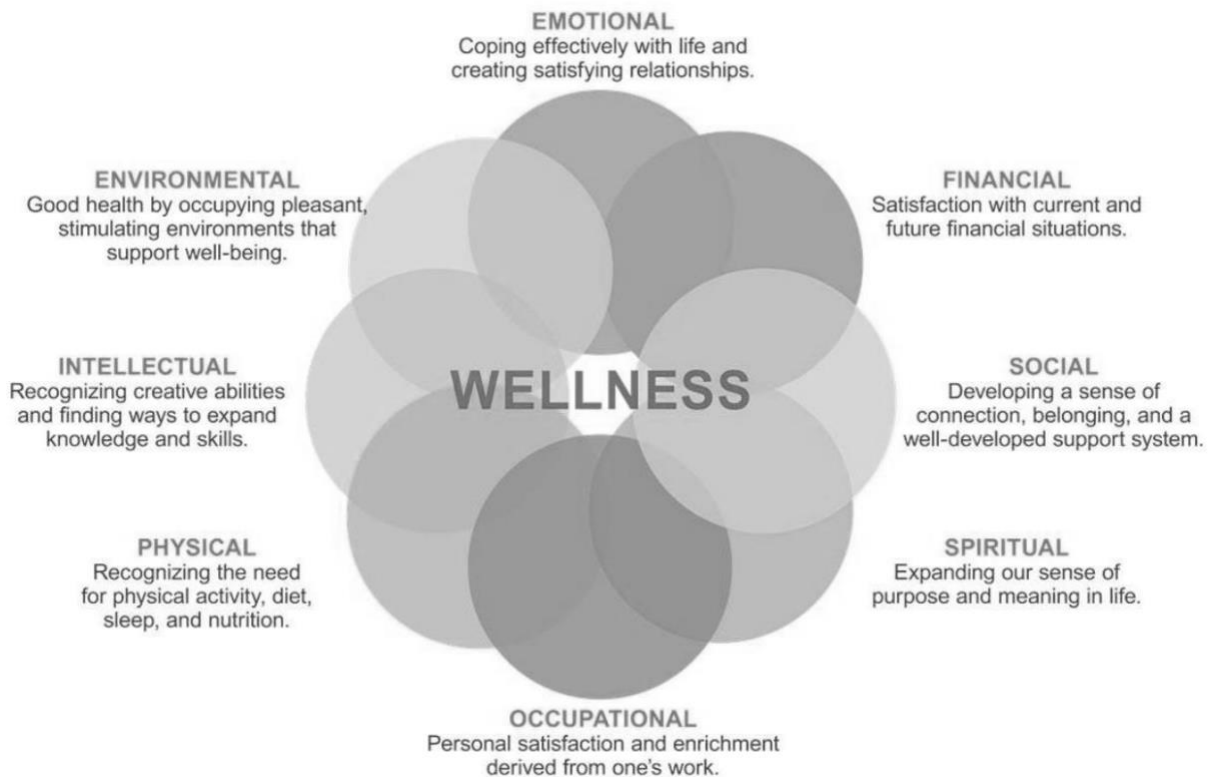 EMOTIONAL
Coping effectively with life and
creating satisfying relationships.
ENVIRONMENTAL
Good health by occupying pleasant,
stimulating environments that
support well-being.
FINANCIAL
Satisfaction with current and
future financial situations.
INTELLECTUAL
Recognizing creative abilities
and finding ways to expand
knowledge and skills.
WELLNESS
SOCIAL
Developing a sense of
connection, belonging, and a
well-developed support system.
PHYSICAL
Recognizing the need
for physical activity, diet,
sleep, and nutrition.
SPIRITUAL
Expanding our sense of
purpose and meaning in life.
OCCUPATIONAL
Personal satisfaction and enrichment
derived from one's work.